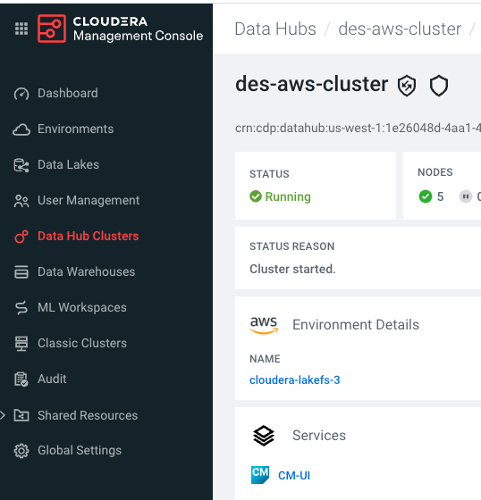 CLOUDERA
Management Console
Dashboard
Environments
Data Lakes
User Management
Data Hub Clusters
Data Warehouses
ML Workspaces
Classic Clusters
Audit
Shared Resources
Global Settings
Data Hubs / des-aws-cluster /
des-aws-cluster
crn:cdp:datahub:us-west-1:1e26048d-4aa1-4
STATUS
Running
NODES
5 0
STATUS REASON
Cluster started.
aws Environment Details
NAME
cloudera-lakefs-3
Services
CM CM-UI